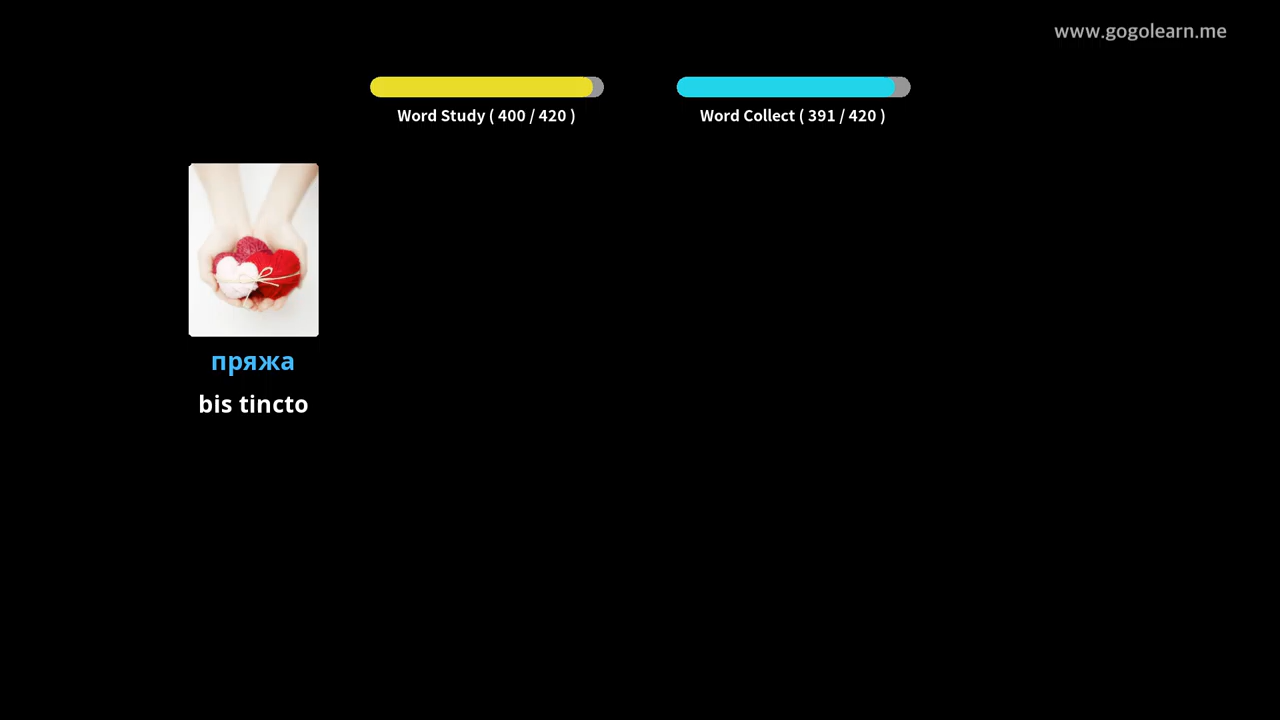 www.gogolearn.me
Word Study ( 400 / 420 )
Word Collect ( 391 / 420 )
пряжа
bis tincto